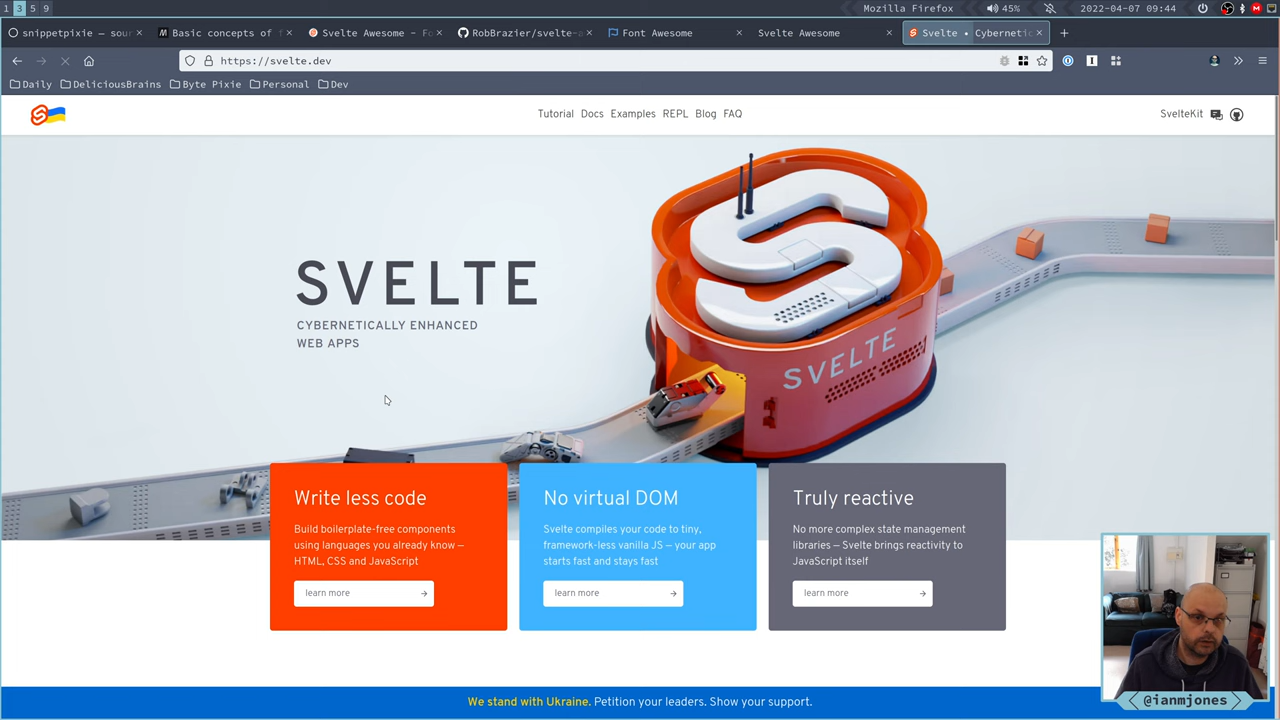 1 3 5 9
Mozilla Firefox
45%
2022-04-07 09:44
snippetpixie — sour
Basic concepts of f
Svelte Awesome - Fo
RobBrazier/svelte-a
Font Awesome
Svelte Awesome
Svelte • Cybernetic
https://svelte.dev
Daily DeliciousBrains Byte Pixie Personal Dev
Tutorial Docs Examples REPL Blog FAQ
SvelteKit
SVELTE
CYBERNETICALLY ENHANCED
WEB APPS
SVELTE
Write less code
Build boilerplate-free components
using languages you already know —
HTML, CSS and JavaScript
learn more
No virtual DOM
Svelte compiles your code to tiny,
framework-less vanilla JS — your app
starts fast and stays fast
learn more
Truly reactive
No more complex state management
libraries — Svelte brings reactivity to
JavaScript itself
learn more
We stand with Ukraine. Petition your leaders. Show your support.
@ianmjones